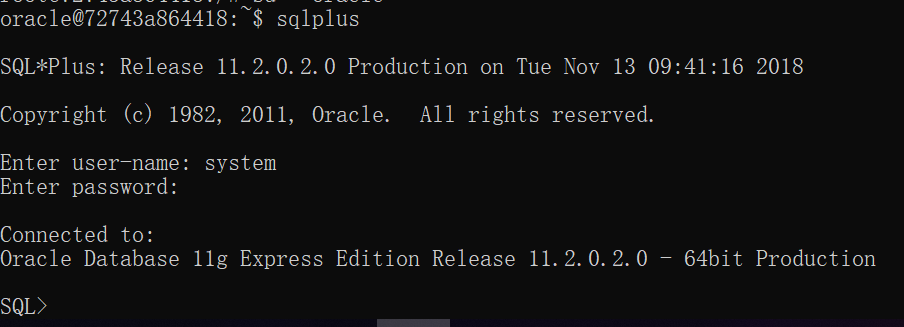 oracle@72743a864418:~$ sqlplus
SQL*Plus: Release 11.2.0.2.0 Production on Tue Nov 13 09:41:16 2018
Copyright (c) 1982, 2011, Oracle.  All rights reserved.
Enter user-name: system
Enter password:
Connected to:
Oracle Database 11g Express Edition Release 11.2.0.2.0 - 64bit Production
SQL>